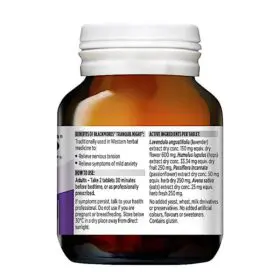 BENEFITS OF BLACKMORES® TRANQUIL NIGHT™:
Traditionally used in Western herbal
medicine to:
• Relieve nervous tension
• Relieve symptoms of mild anxiety
HOW TO USE:
Adults - Take 2 tablets 30 minutes
before bedtime, or as professionally
prescribed.
If symptoms persist, talk to your health
professional. Do not use if you are
pregnant or breastfeeding. Store below
30°C in a dry place away from direct
sunlight.
ACTIVE INGREDIENTS PER TABLET:
Lavandula angustifolia (lavender)
extract dry conc. 150 mg equiv. dry
flower 600 mg, Humulus lupulus (hops)
extract dry conc. 33.34 mg equiv. dry
fruit 250 mg, Passiflora incarnata
(passionflower) extract dry conc. 50 mg
equiv. herb dry 250 mg, Avena sativa
(oats) extract dry conc. 25 mg equiv.
herb fresh 250 mg.
No added yeast, wheat, milk derivatives
or preservatives. No added artificial
colours, flavours or sweeteners.
Contains gluten.